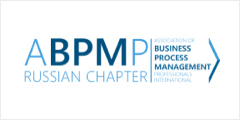 ABPMP
RUSSIAN CHAPTER
ASSOCIATION OF
BUSINESS
PROCESS
MANAGEMENT
PROFESSIONALS
INTERNATIONAL